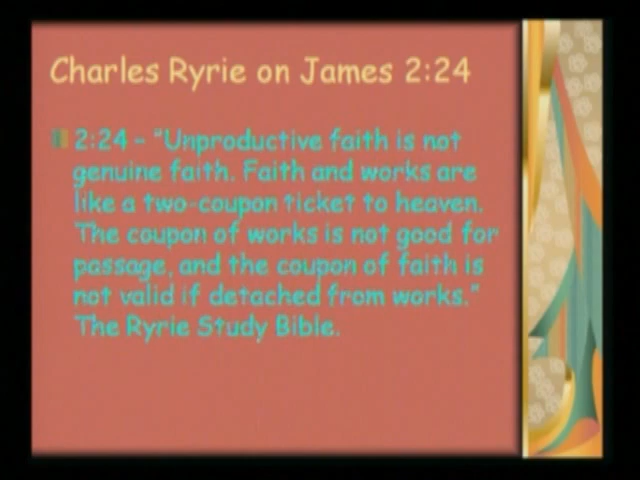 Charles Ryrie on James 2:24
2:24 – "Unproductive faith is not
genuine faith. Faith and works are
like a two-coupon ticket to heaven.
The coupon of works is not good for
passage, and the coupon of faith is
not valid if detached from works."
The Ryrie Study Bible.